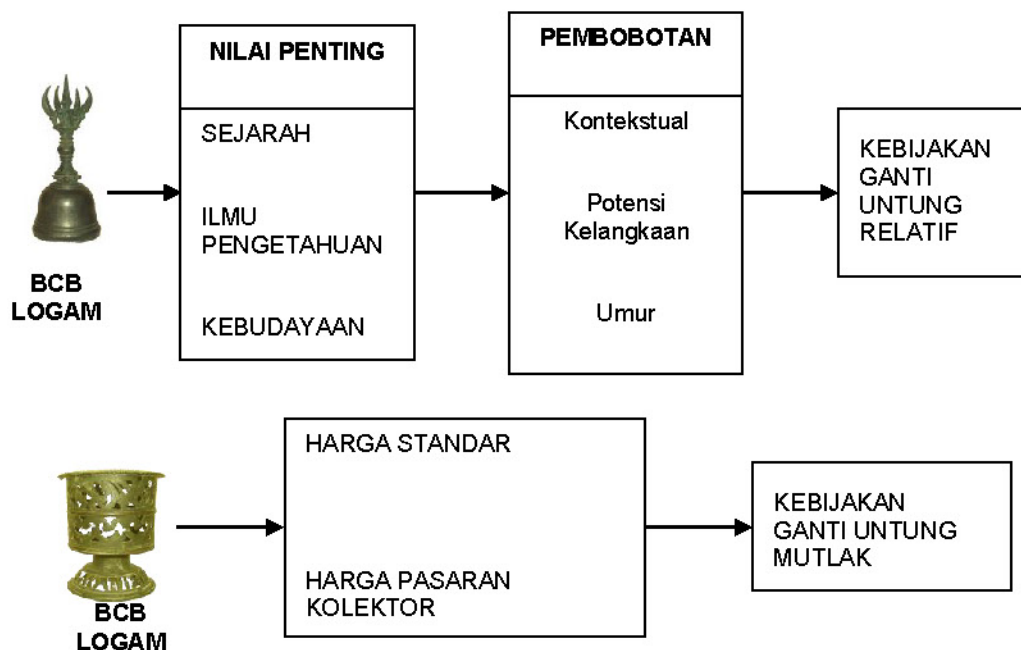 NILAI PENTING
SEJARAH
ILMU
PENGETAHUAN
KEBUDAYAAN
PEMBOBOTAN
Kontekstual
Potensi
Kelangkaan
Umur
KEBIJAKAN
GANTI
UNTUNG
RELATIF
BCB
LOGAM
HARGA STANDAR
HARGA PASARAN
KOLEKTOR
KEBIJAKAN
GANTI UNTUNG
MUTLAK
BCB
LOGAM